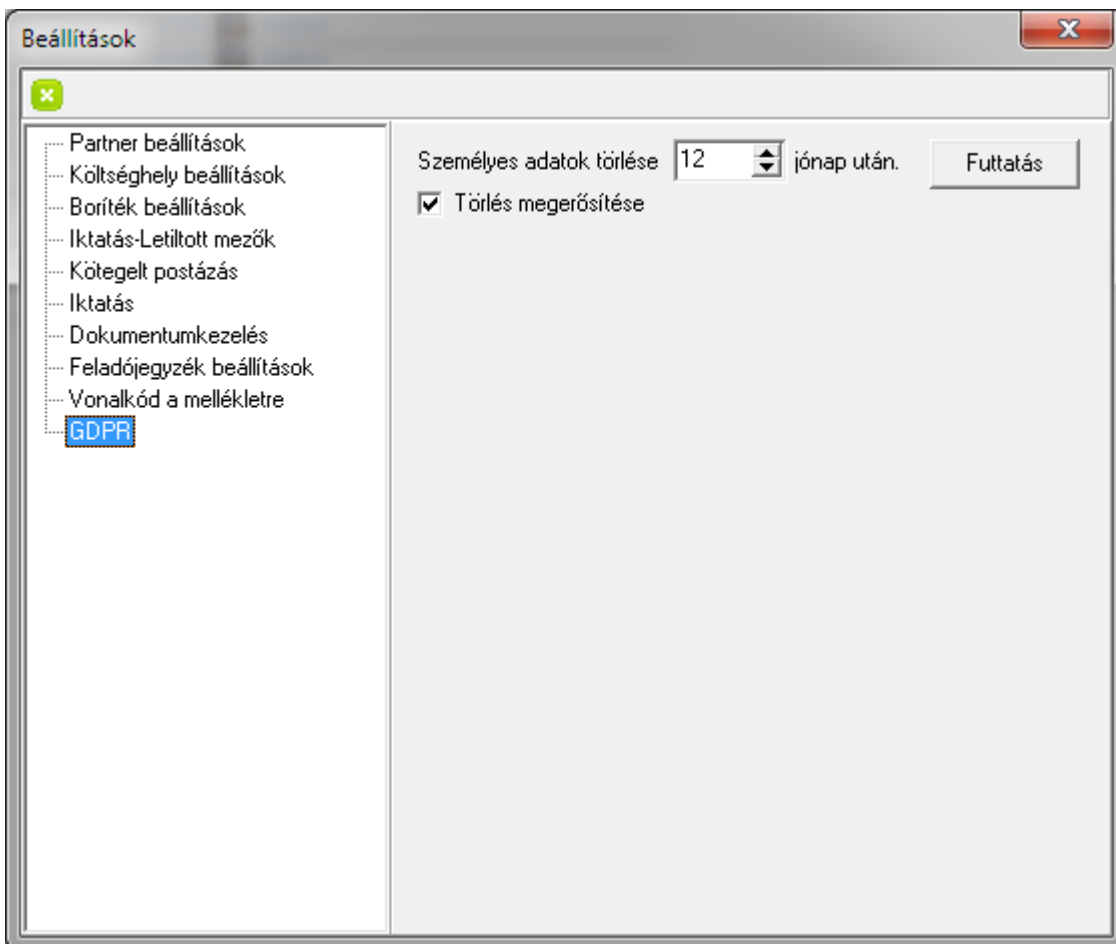 Beállítások
Partner beállítások
Költséghely beállítások
Boríték beállítások
Iktatás-Letiltott mezők
Kötegelt postázás
Iktatás
Dokumentumkezelés
Feladójegyzék beállítások
Vonalkód a mellékletre
GDPR
Személyes adatok törlése 12 jónap után. Futtatás
Törlés megerősítése